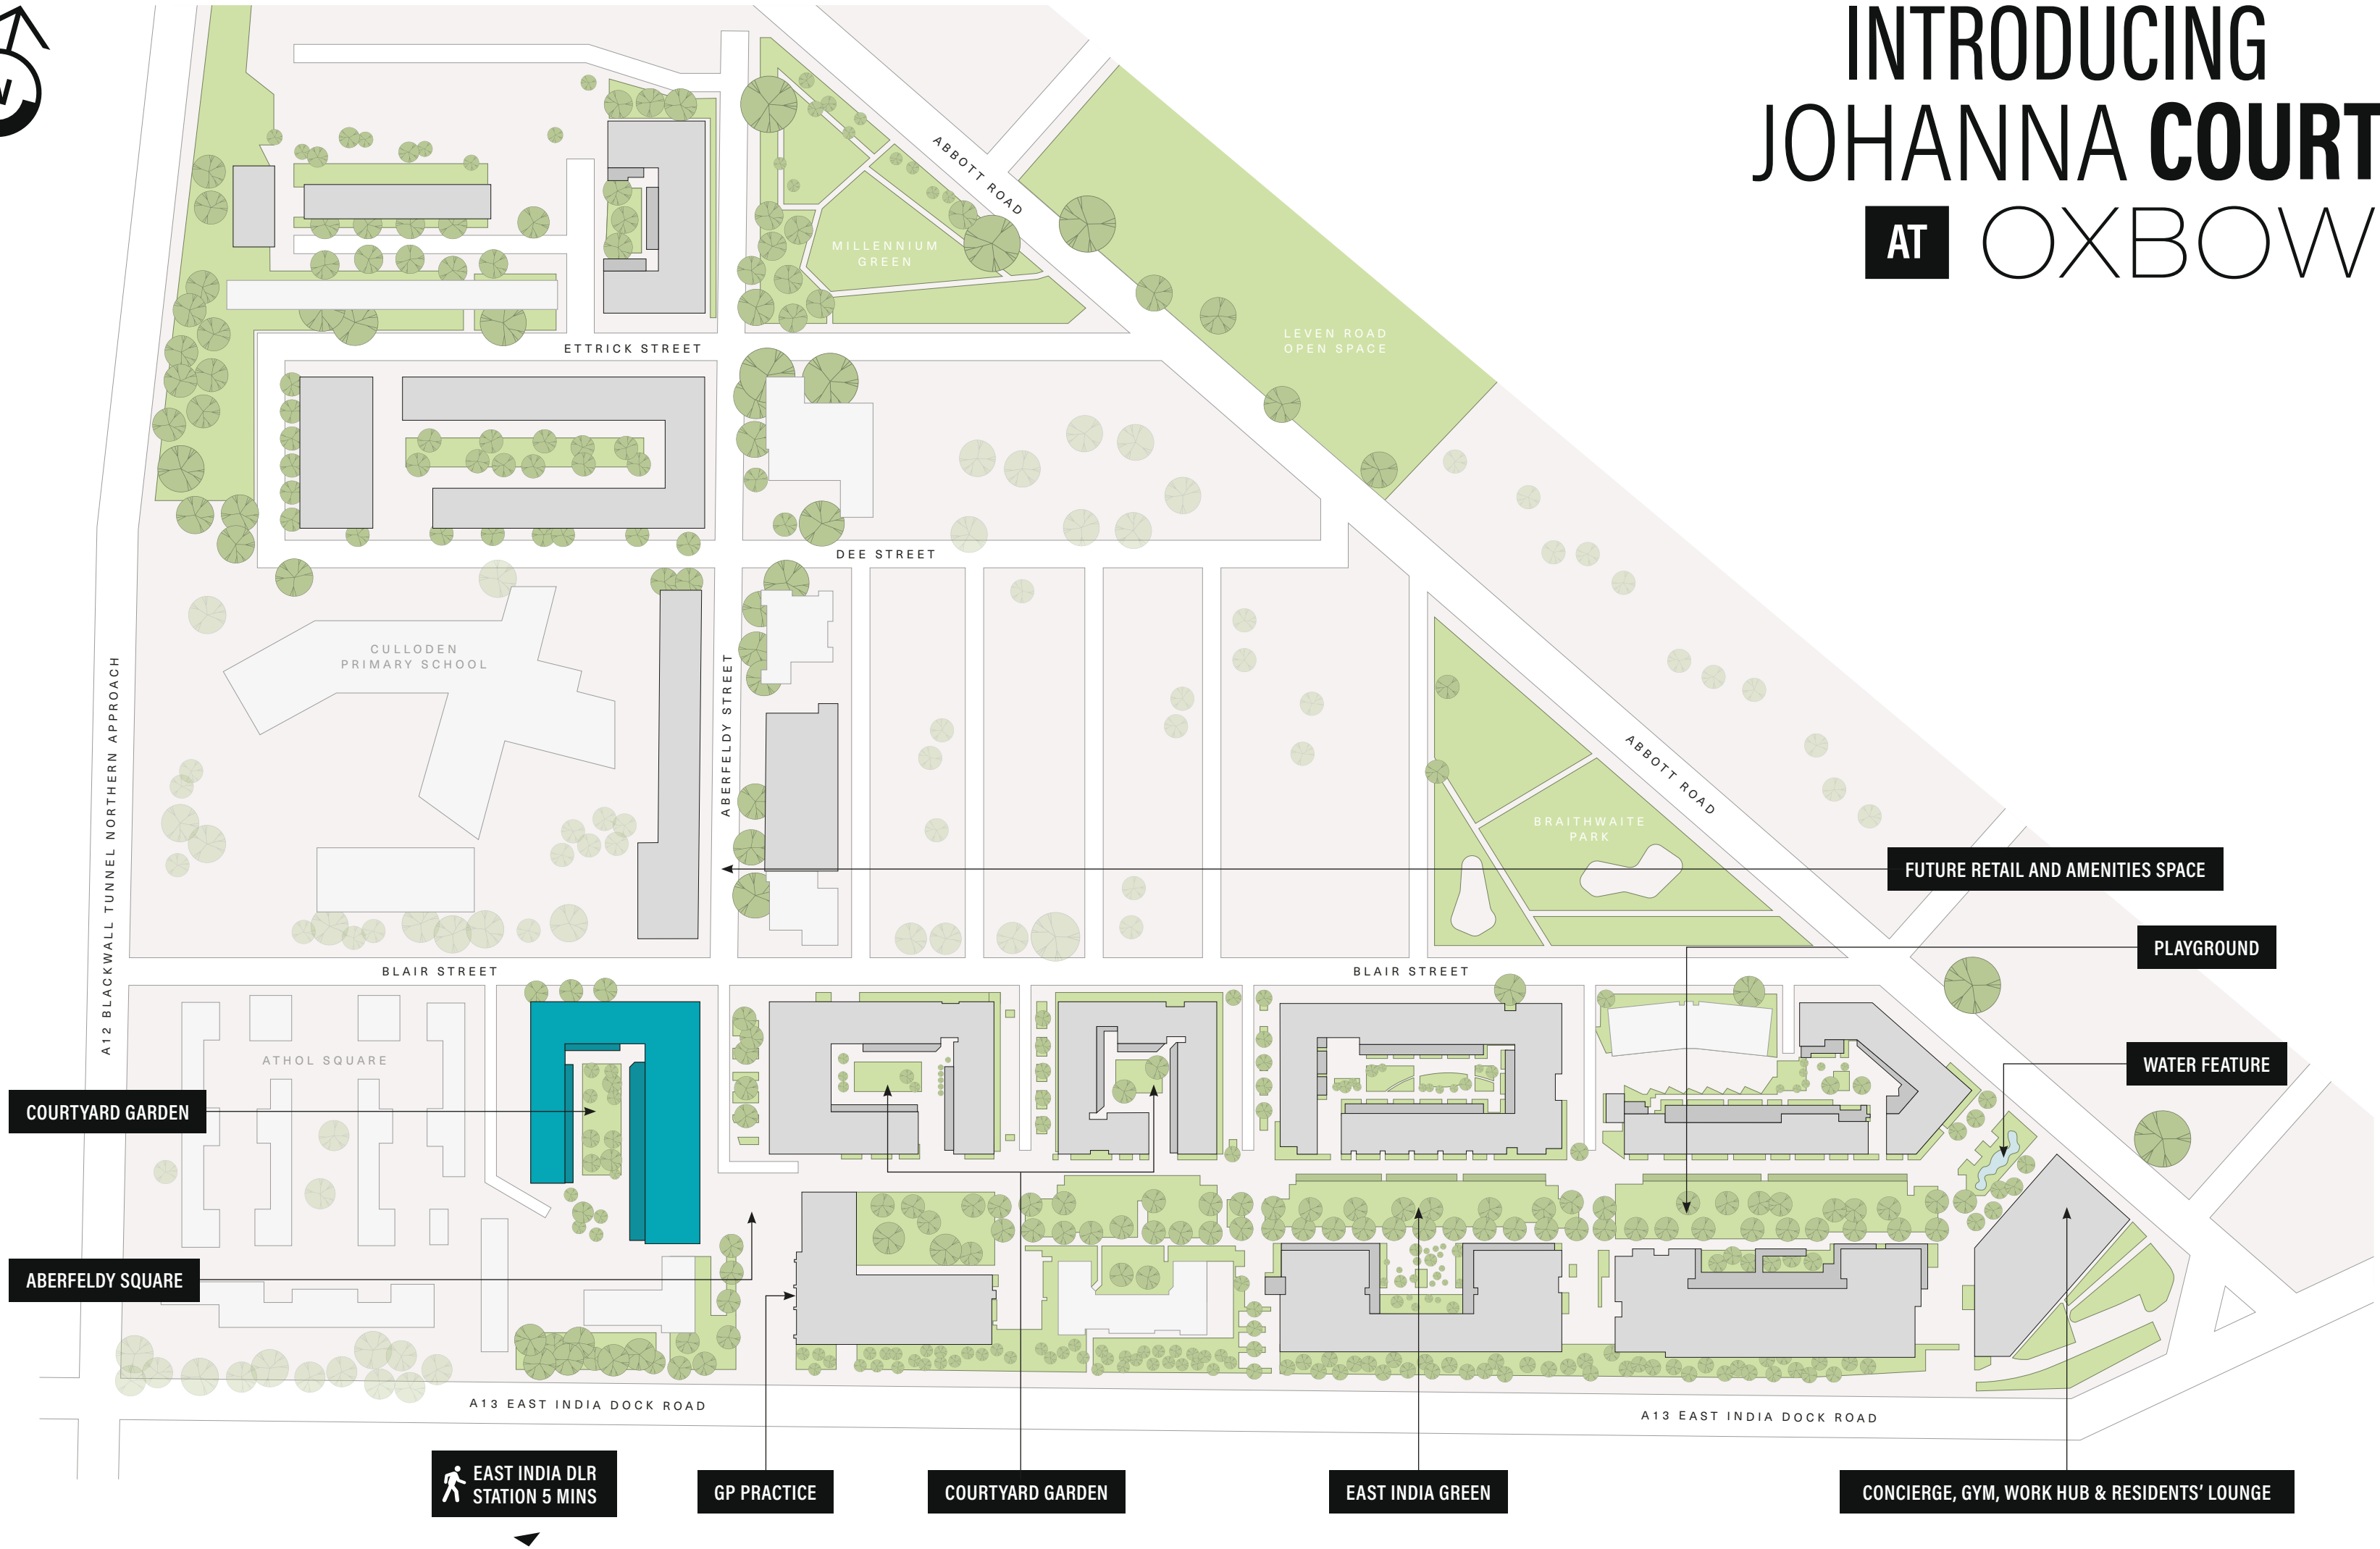 INTRODUCING
JOHANNA COURT
AT OXBOW
ABBOTT ROAD
MILLENNIUM
GREEN
LEVEN ROAD
OPEN SPACE
ETTRICK STREET
DEE STREET
CULLODEN
PRIMARY SCHOOL
ABERFELDY STREET
A12 BLACKWALL TUNNEL NORTHERN APPROACH
ABBOTT ROAD
BRAITHWAITE
PARK
FUTURE RETAIL AND AMENITIES SPACE
PLAYGROUND
BLAIR STREET
BLAIR STREET
ATHOL SQUARE
WATER FEATURE
COURTYARD GARDEN
ABERFELDY SQUARE
A13 EAST INDIA DOCK ROAD
A13 EAST INDIA DOCK ROAD
EAST INDIA DLR
STATION 5 MINS
GP PRACTICE
COURTYARD GARDEN
EAST INDIA GREEN
CONCIERGE, GYM, WORK HUB & RESIDENTS' LOUNGE